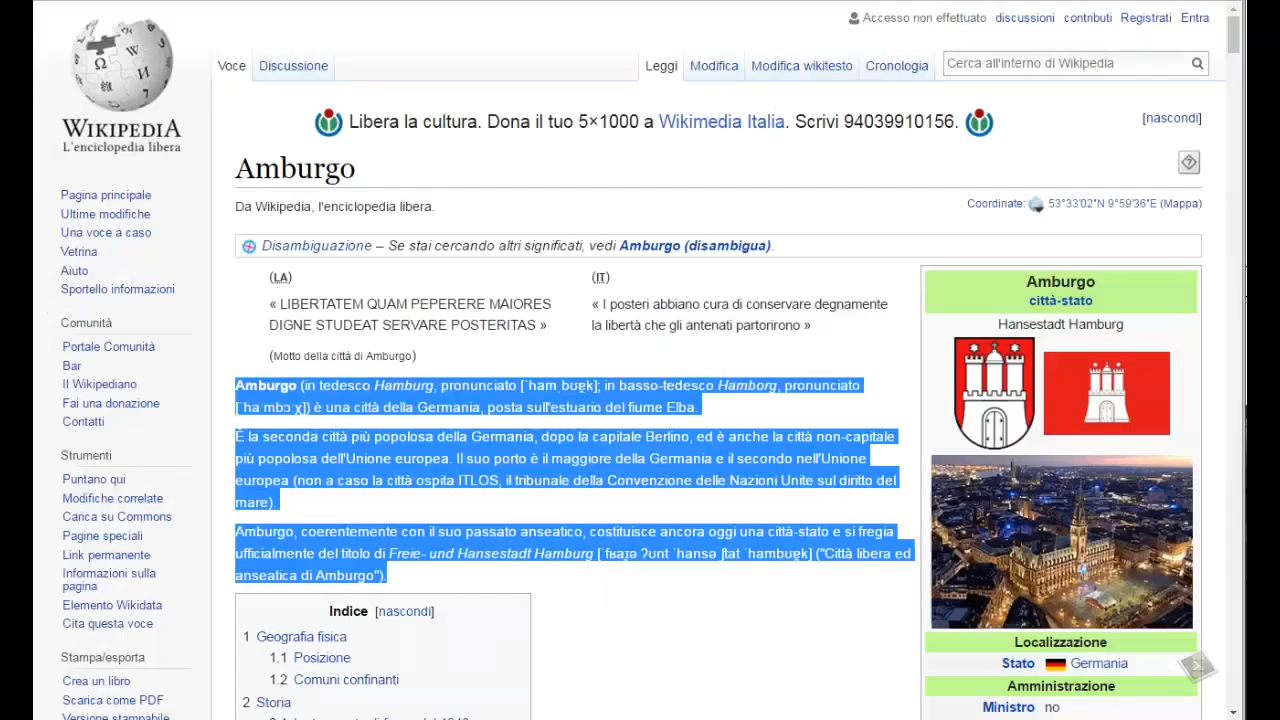 Accesso non effettuato discussioni contributi Registrati Entra
Voce Discussione Leggi Modifica Modifica wikitesto Cronologia Cerca all'interno di Wikipedia
WIKIPEDIA
L'enciclopedia libera
Pagina principale
Ultime modifiche
Una voce a caso
Vetrina
Aiuto
Sportello informazioni
Comunità
Portale Comunità
Bar
Il Wikipediano
Fai una donazione
Contatti
Strumenti
Puntano qui
Modifiche correlate
Carica su Commons
Pagine speciali
Link permanente
Informazioni sulla
pagina
Elemento Wikidata
Cita questa voce
Stampa/esporta
Crea un libro
Scarica come PDF
Versione stampabile
Libera la cultura. Dona il tuo 5×1000 a Wikimedia Italia. Scrivi 94039910156.
[nascondi]
Amburgo
Da Wikipedia, l'enciclopedia libera.
Coordinate: 53°33′02″N 9°59′36″E (Mappa)
Disambiguazione – Se stai cercando altri significati, vedi Amburgo (disambigua).
(LA)
« LIBERTATEM QUAM PEPERERE MAIORES
DIGNE STUDEAT SERVARE POSTERITAS »
(IT)
« I posteri abbiano cura di conservare degnamente
la libertà che gli antenati partorirono »
(Motto della città di Amburgo)
Amburgo (in tedesco Hamburg, pronunciato [ˈham bʊɐ̯k]; in basso-tedesco Hamborg, pronunciato
[ˈhaˑmbɔːχ]) è una città della Germania, posta sull'estuario del fiume Elba.
È la seconda città più popolosa della Germania, dopo la capitale Berlino, ed è anche la città non-capitale
più popolosa dell'Unione europea. Il suo porto è il maggiore della Germania e il secondo nell'Unione
europea (non a caso la città ospita ITLOS, il tribunale della Convenzione delle Nazioni Unite sul diritto del
mare).
Amburgo, coerentemente con il suo passato anseatico, costituisce ancora oggi una città-stato e si fregia
ufficialmente del titolo di Freie- und Hansestadt Hamburg [ˈfʁaɪ̯ə ʔʊnt ˈhansə ʃtat ˈhambʊɐ̯k] ("Città libera ed
anseatica di Amburgo").
Indice [nascondi]
1 Geografia fisica
1.1 Posizione
1.2 Comuni confinanti
2 Storia
Amburgo
città-stato
Hansestadt Hamburg
Localizzazione
Stato Germania
Amministrazione
Ministro no